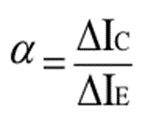 α = ΔIC / ΔIE